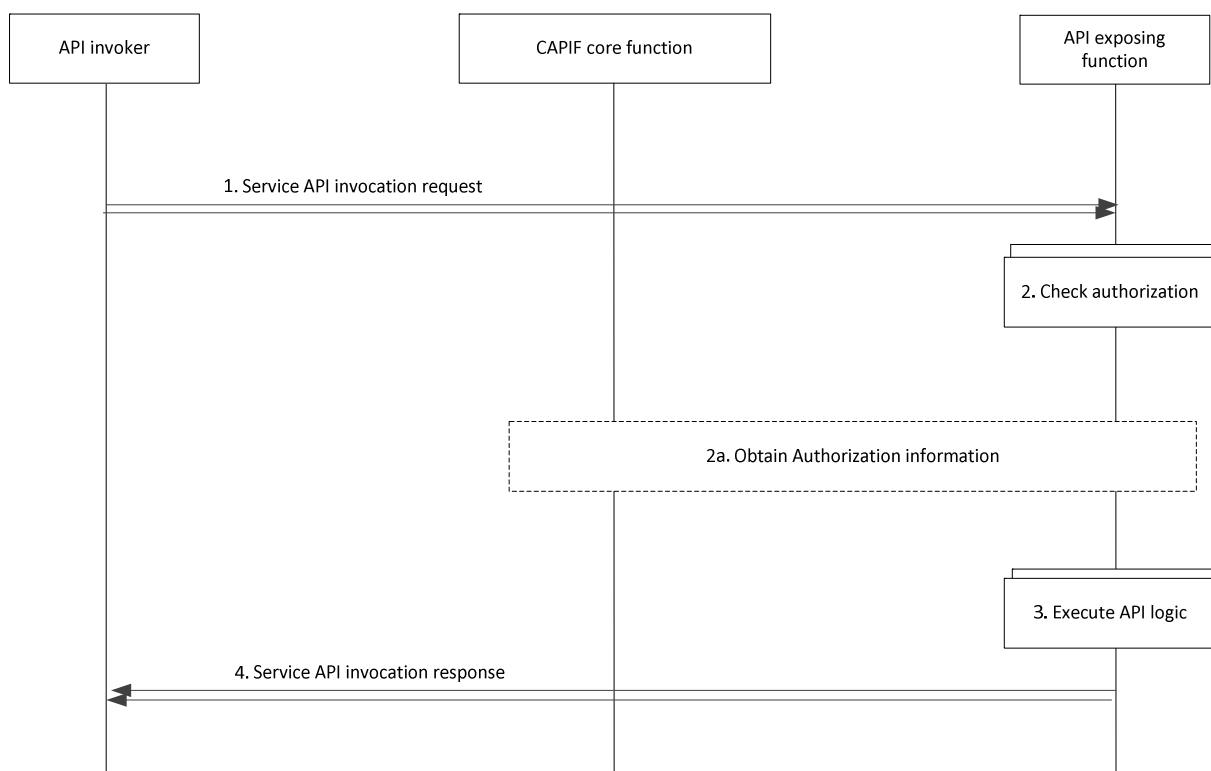 API invoker
CAPIF core function
API exposing
function
1. Service API invocation request
2. Check authorization
2a. Obtain Authorization information
3. Execute API logic
4. Service API invocation response